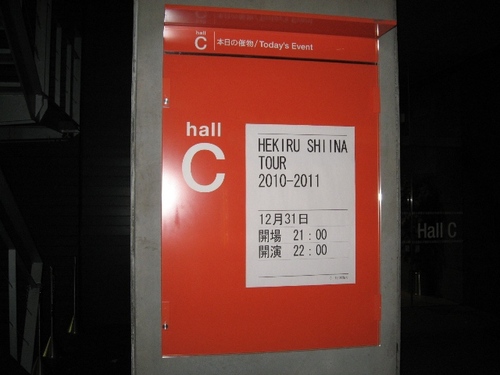 hall
C
本日の催物/Today's Event
hall
C
HEKIRU SHIINA
TOUR
2010-2011
12月31日
開場 21:00
開演 22:00
Hall C